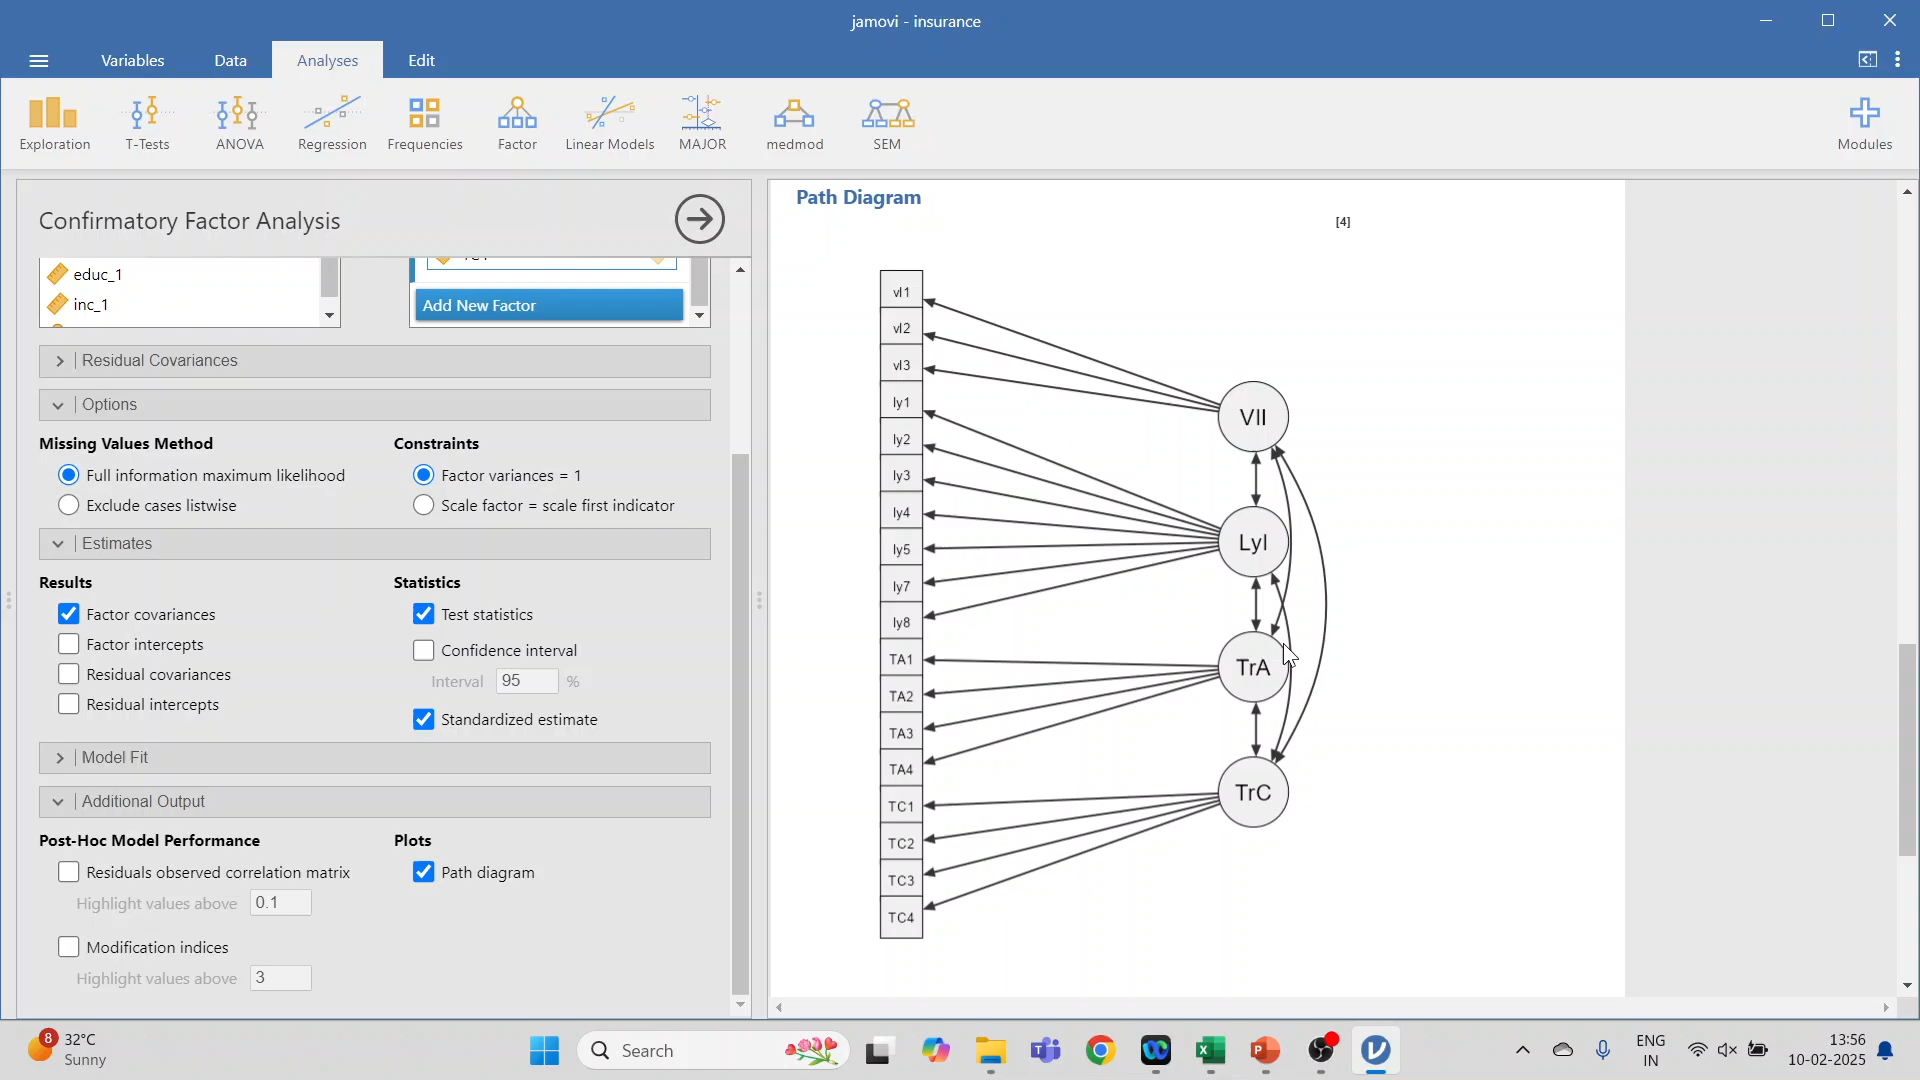 jamovi - insurance
Variables
Data
Analyses
Edit
Exploration
T-Tests
ANOVA
Regression
Frequencies
Factor
Linear Models
MAJOR
medmod
SEM
Modules
Confirmatory Factor Analysis
educ_1
inc_1
Add New Factor
Residual Covariances
Options
Missing Values Method
Full information maximum likelihood
Exclude cases listwise
Constraints
Factor variances = 1
Scale factor = scale first indicator
Estimates
Results
Factor covariances
Factor intercepts
Residual covariances
Residual intercepts
Statistics
Test statistics
Confidence interval
Interval 95 %
Standardized estimate
Model Fit
Additional Output
Post-Hoc Model Performance
Residuals observed correlation matrix
Highlight values above 0.1
Modification indices
Highlight values above 3
Plots
Path diagram
Path Diagram
[4]
vl1
vl2
vl3
ly1
ly2
ly3
ly4
ly5
ly7
ly8
TA1
TA2
TA3
TA4
TC1
TC2
TC3
TC4
Lyl
TrA
TrC
8
32°C
Sunny
Search
ENG
IN
13:56
10-02-2025